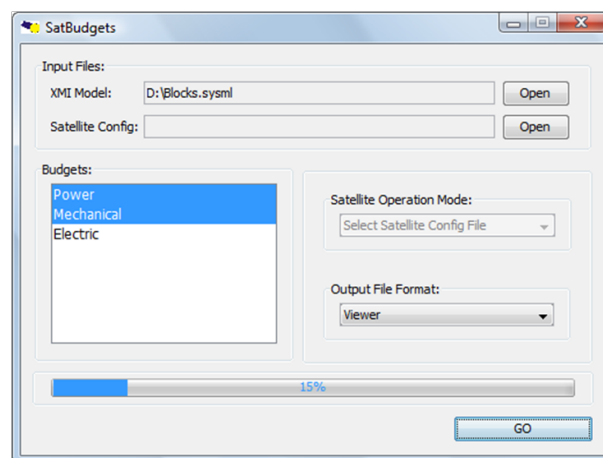 SatBudgets
Input Files:
XMI Model: D:\Blocks.sysml Open
Satellite Config: Open
Budgets:
Power
Mechanical
Electric
Satellite Operation Mode:
Select Satellite Config File
Output File Format:
Viewer
15%
GO